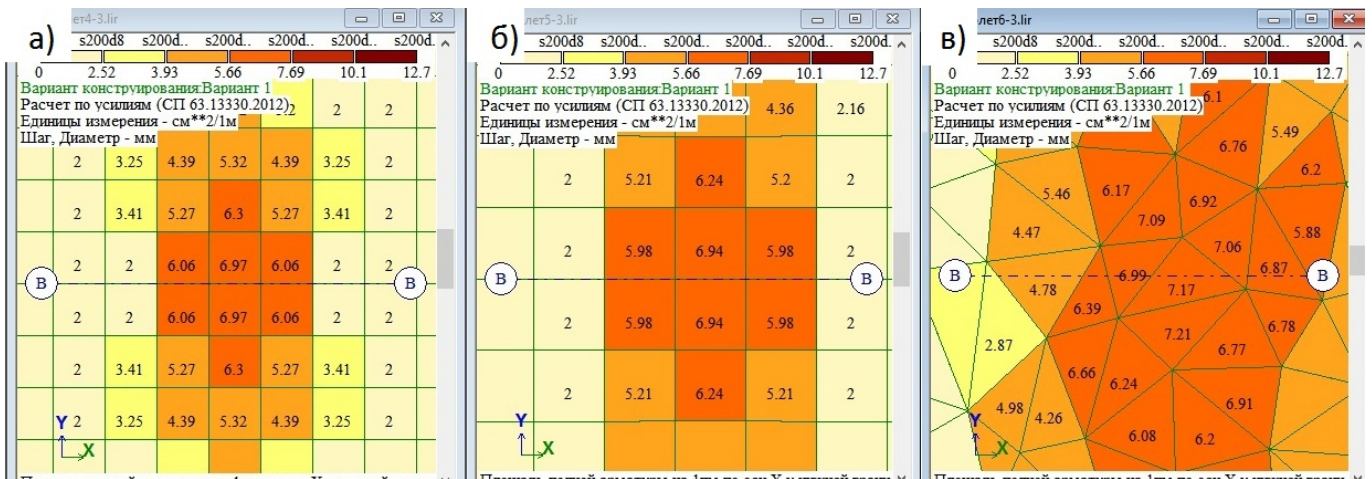 а)
ет4-3.lir
s200d8 s200d.. s200d.. s200d.. s200d.. s200d.
0 2.52 3.93 5.66 7.69 10.1 12.7
Вариант конструирования:Вариант 1
Расчет по усилиям (СП 63.13330.2012)
Единицы измерения - см**2/1м
Шаг, Диаметр - мм
2 2
2 3.25 4.39 5.32 4.39 3.25 2
2 3.41 5.27 6.3 5.27 3.41 2
2 2 6.06 6.97 6.06 2 2
В В
2 2 6.06 6.97 6.06 2 2
2 3.41 5.27 6.3 5.27 3.41 2
2 3.25 4.39 5.32 4.39 3.25 2
Y
X
б)
лет5-3.lir
s200d8 s200d.. s200d.. s200d.. s200d.. s200d.
0 2.52 3.93 5.66 7.69 10.1 12.7
Вариант конструирования:Вариант 1
Расчет по усилиям (СП 63.13330.2012)
Единицы измерения - см**2/1м
Шаг, Диаметр - мм
4.36 2.16
2 5.21 6.24 5.2 2
2 5.98 6.94 5.98 2
В В
2 5.98 6.94 5.98 2
2 5.21 6.24 5.21 2
Y
X
в)
лет6-3.lir
s200d8 s200d.. s200d.. s200d.. s200d.. s200d.
0 2.52 3.93 5.66 7.69 10.1 12.7
Вариант конструирования:Вариант 1
Расчет по усилиям (СП 63.13330.2012)
Единицы измерения - см**2/1м
Шаг, Диаметр - мм
6.1
6.76 5.49
6.2
5.46 6.17 6.92
4.47 7.09 7.06 5.88
В 4.78 6.99 7.17 6.87 В
6.39
2.87 7.21 6.77 6.78
6.66 6.24
4.98 4.26 6.91
6.08 6.2
Y
X